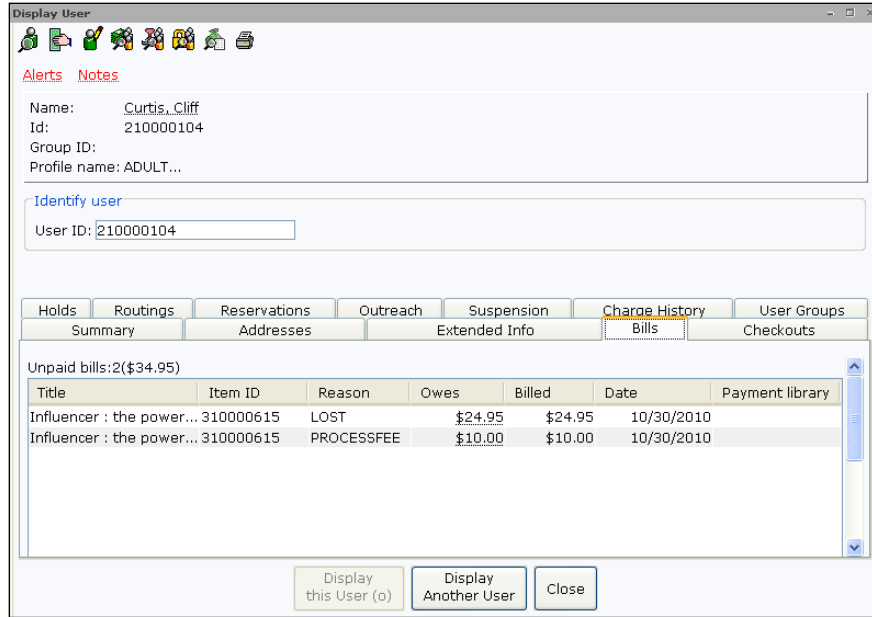 Display User
Alerts Notes
Name: Curtis, Cliff
Id: 210000104
Group ID:
Profile name: ADULT...
Identify user
User ID: 210000104
Holds Routings Reservations Outreach Suspension Charge History User Groups
Summary Addresses Extended Info Bills Checkouts
Unpaid bills:2($34.95)
Title Item ID Reason Owes Billed Date Payment library
Influencer : the power... 310000615 LOST $24.95 $24.95 10/30/2010
Influencer : the power... 310000615 PROCESSFEE $10.00 $10.00 10/30/2010
Display this User (o) Display Another User Close